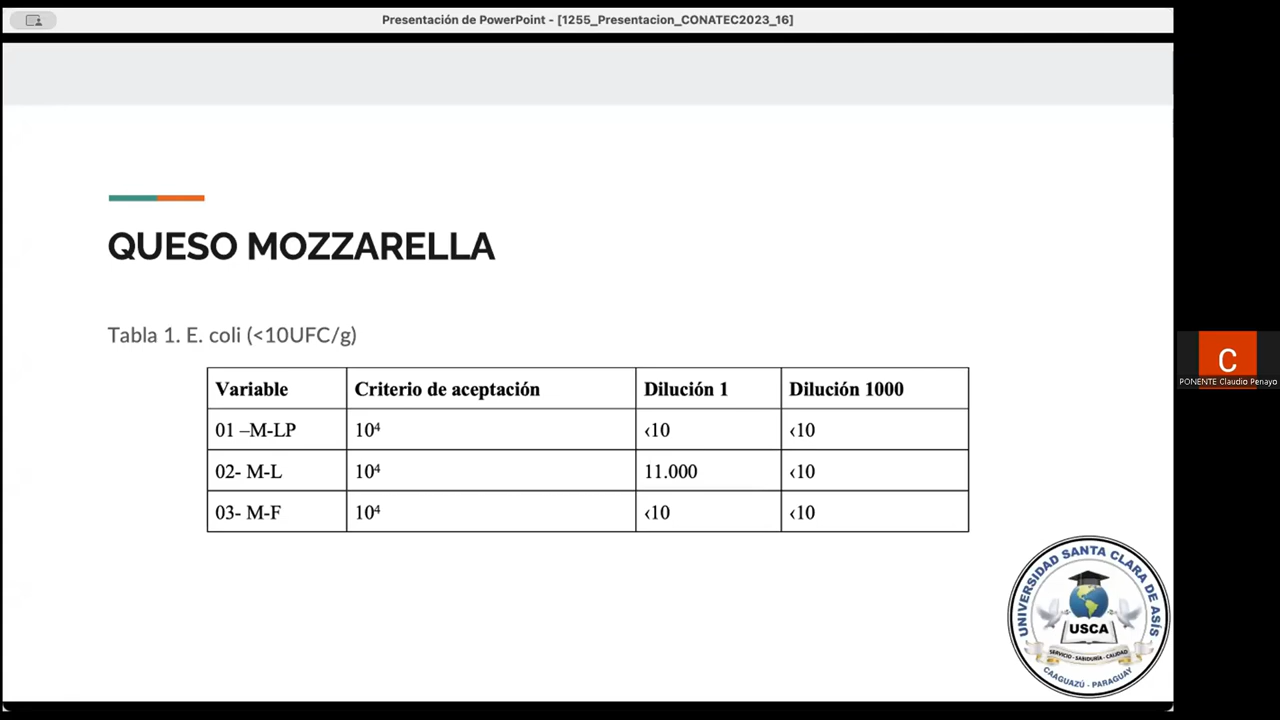 Presentación de PowerPoint - [1255_Presentacion_CONATEC2023_16]
QUESO MOZZARELLA
Tabla 1. E. coli (<10UFC/g)
Variable Criterio de aceptación Dilución 1 Dilución 1000
01 –M-LP 10⁴ ‹10 ‹10
02- M-L 10⁴ 11.000 ‹10
03- M-F 10⁴ ‹10 ‹10
C
PONENTE Claudio Penayo
UNIVERSIDAD SANTA CLARA DE ASÍS
USCA
SERVICIO - SABIDURÍA - CALIDAD
CAAGUAZÚ - PARAGUAY